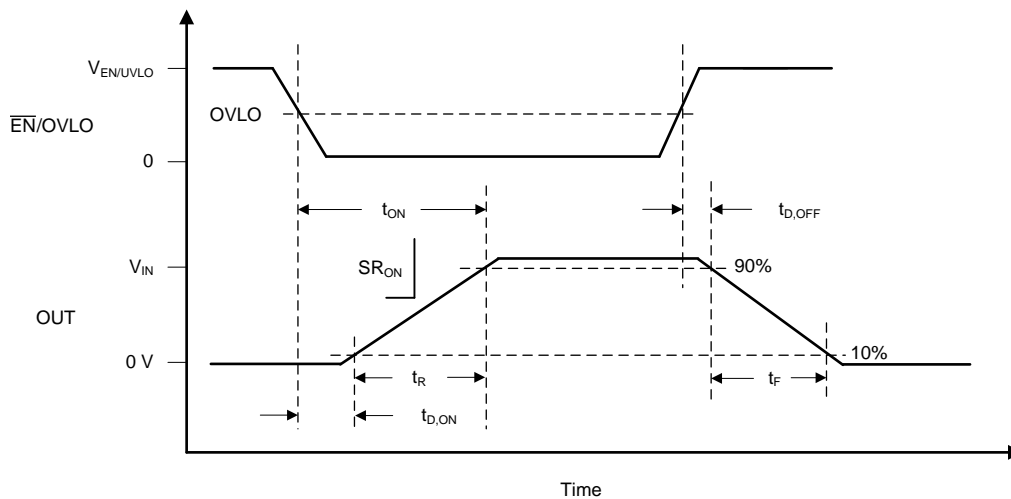 V_EN/UVLO
OVLO
E̅N̅/OVLO
0
t_ON
t_D,OFF
SR_ON
V_IN
90%
OUT
0 V
10%
t_R
t_F
t_D,ON
Time